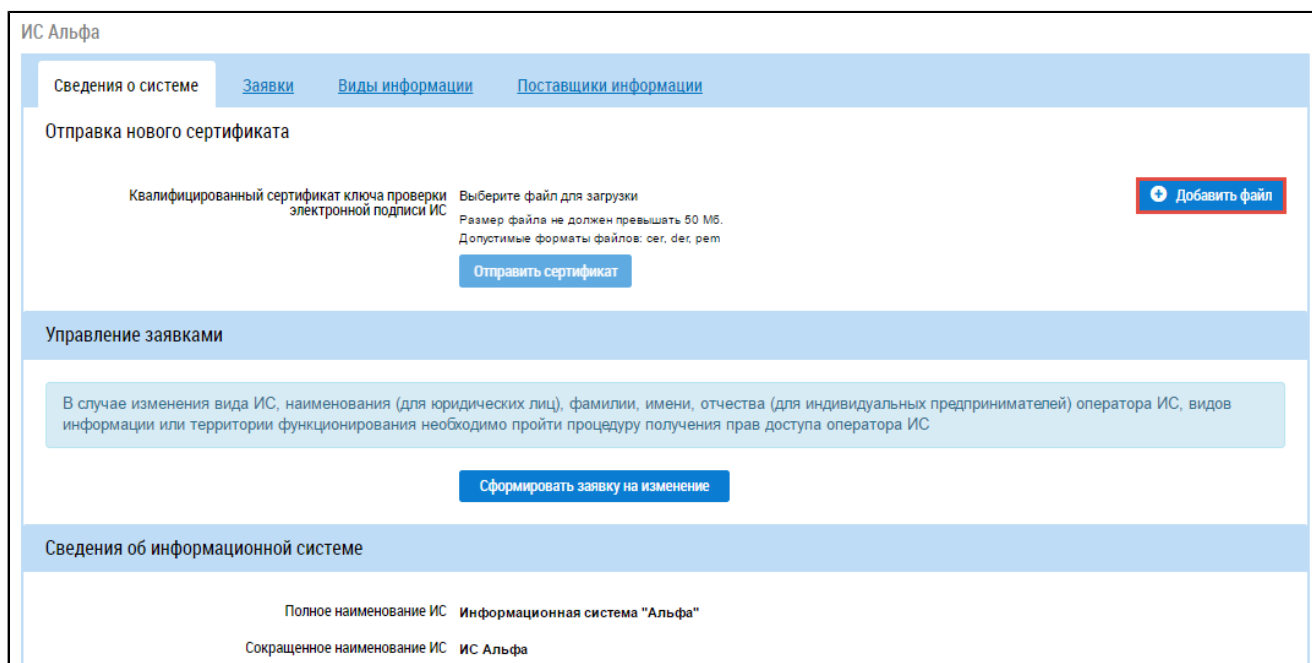 ИС Альфа
Сведения о системе Заявки Виды информации Поставщики информации
Отправка нового сертификата
Квалифицированный сертификат ключа проверки электронной подписи ИС
Выберите файл для загрузки
Добавить файл
Размер файла не должен превышать 50 Мб.
Допустимые форматы файлов: cer, der, pem
Отправить сертификат
Управление заявками
В случае изменения вида ИС, наименования (для юридических лиц), фамилии, имени, отчества (для индивидуальных предпринимателей) оператора ИС, видов
информации или территории функционирования необходимо пройти процедуру получения прав доступа оператора ИС
Сформировать заявку на изменение
Сведения об информационной системе
Полное наименование ИС Информационная система "Альфа"
Сокращенное наименование ИС ИС Альфа